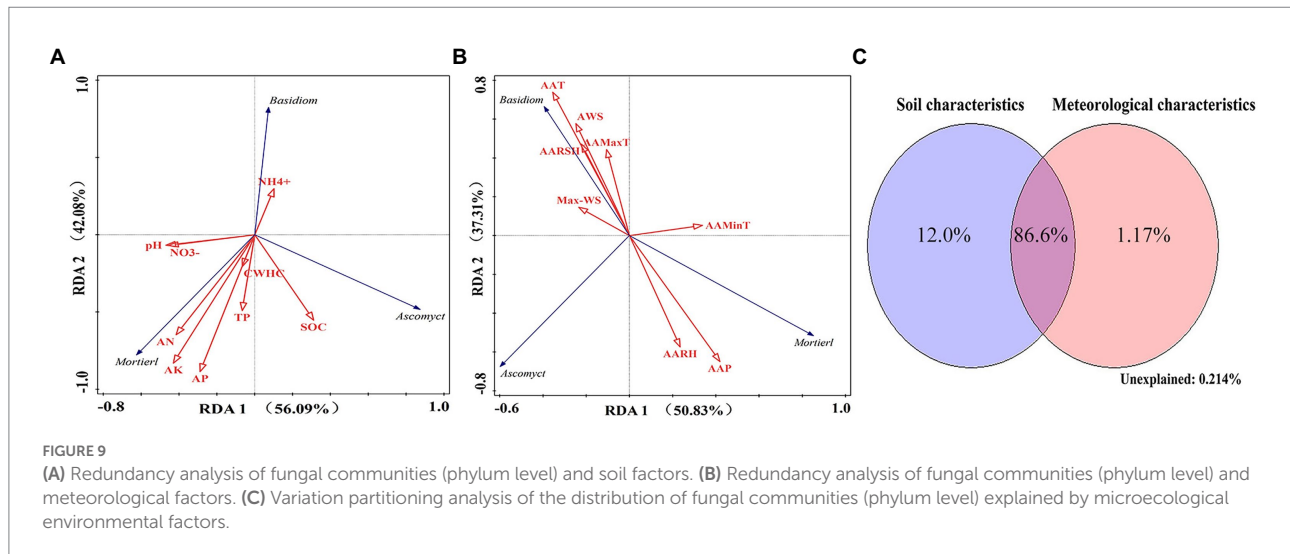 A
1.0
Basidiom
NH4+
RDA 2 (42.08%)
pH
NO3-
CWHC
TP
SOC
Ascomyct
AN
Mortierl
AK
AP
-1.0
-0.8
RDA 1 (56.09%)
1.0
B
0.8
AAT
Basidiom
AWS
AARSH
AAMaxT
Max-WS
AAMinT
RDA 2 (37.31%)
Mortierl
AARH
AAP
Ascomyct
-0.8
-0.6
RDA 1 (50.83%)
1.0
C
Soil characteristics
Meteorological characteristics
12.0%
86.6%
1.17%
Unexplained: 0.214%
FIGURE 9
(A) Redundancy analysis of fungal communities (phylum level) and soil factors. (B) Redundancy analysis of fungal communities (phylum level) and
meteorological factors. (C) Variation partitioning analysis of the distribution of fungal communities (phylum level) explained by microecological
environmental factors.